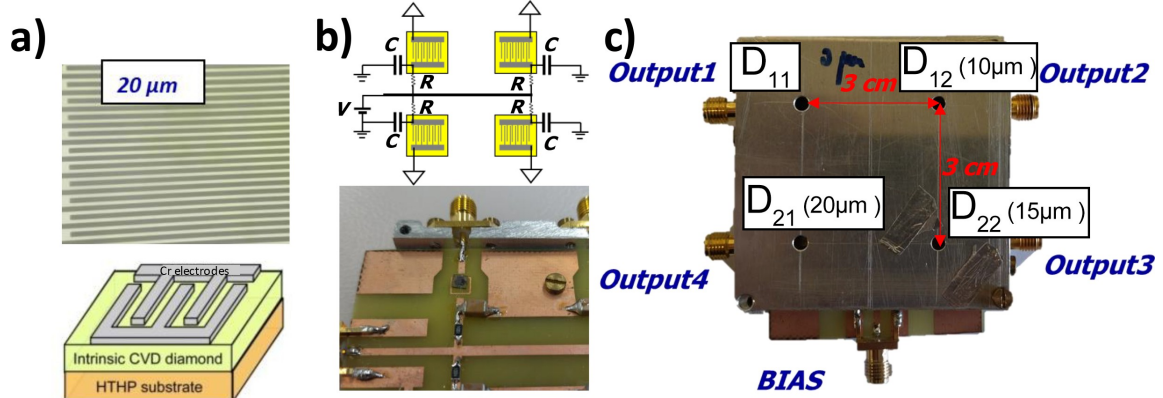 a)
20 µm
Cr electrodes
Intrinsic CVD diamond
HTHP substrate
b)
C
C
R
R
V
R
R
C
C
c)
Output1
D11
D12 (10µm)
Output2
3 cm
3 cm
D21 (20µm )
D22 (15µm )
Output4
Output3
BIAS